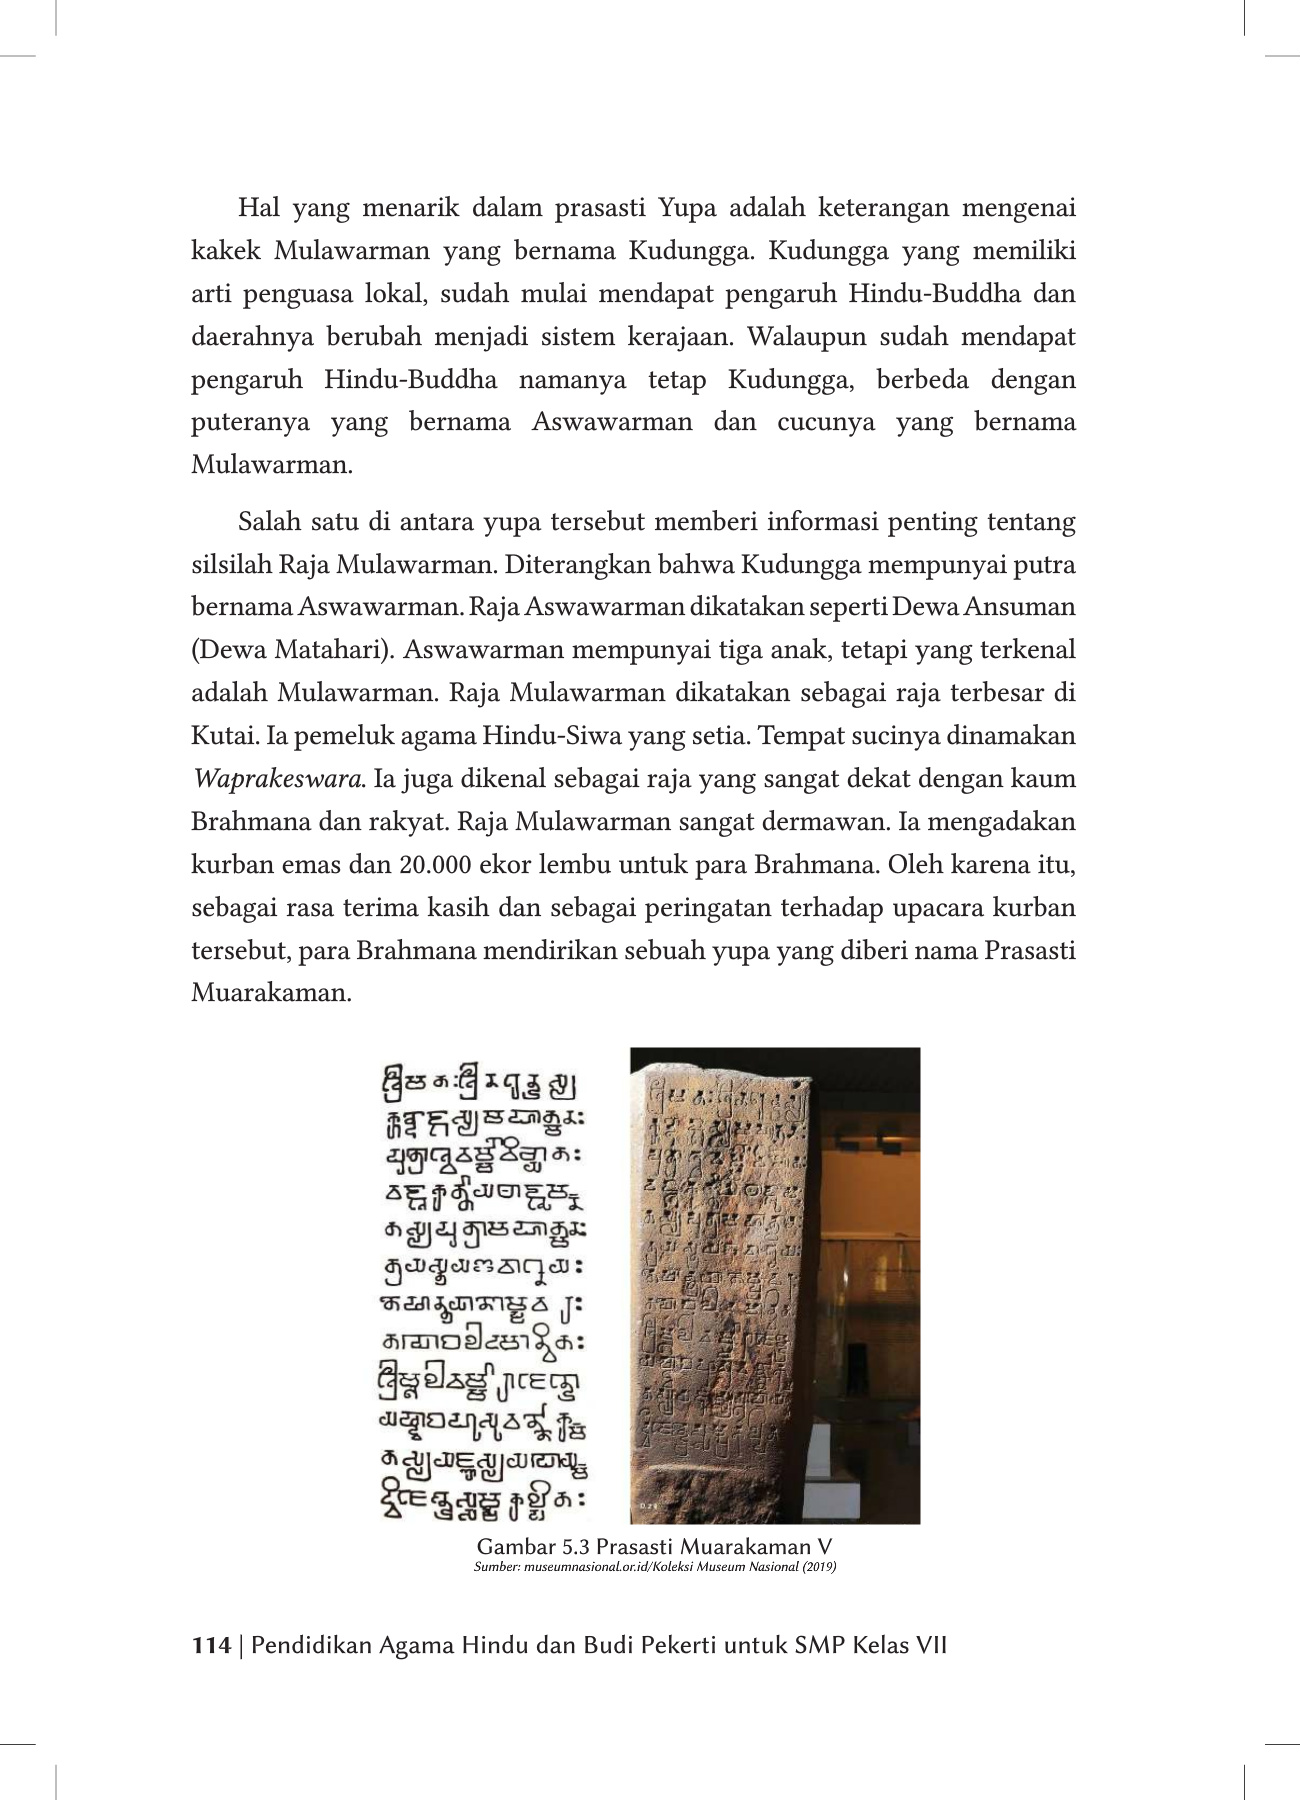 Hal yang menarik dalam prasasti Yupa adalah keterangan mengenai
kakek Mulawarman yang bernama Kudungga. Kudungga yang memiliki
arti penguasa lokal, sudah mulai mendapat pengaruh Hindu-Buddha dan
daerahnya berubah menjadi sistem kerajaan. Walaupun sudah mendapat
pengaruh Hindu-Buddha namanya tetap Kudungga, berbeda dengan
puteranya yang bernama Aswawarman dan cucunya yang bernama
Mulawarman.
Salah satu di antara yupa tersebut memberi informasi penting tentang
silsilah Raja Mulawarman. Diterangkan bahwa Kudungga mempunyai putra
bernama Aswawarman. Raja Aswawarman dikatakan seperti Dewa Ansuman
(Dewa Matahari). Aswawarman mempunyai tiga anak, tetapi yang terkenal
adalah Mulawarman. Raja Mulawarman dikatakan sebagai raja terbesar di
Kutai. Ia pemeluk agama Hindu-Siwa yang setia. Tempat sucinya dinamakan
Waprakeswara. Ia juga dikenal sebagai raja yang sangat dekat dengan kaum
Brahmana dan rakyat. Raja Mulawarman sangat dermawan. Ia mengadakan
kurban emas dan 20.000 ekor lembu untuk para Brahmana. Oleh karena itu,
sebagai rasa terima kasih dan sebagai peringatan terhadap upacara kurban
tersebut, para Brahmana mendirikan sebuah yupa yang diberi nama Prasasti
Muarakaman.
Gambar 5.3 Prasasti Muarakaman V
Sumber: museumnasional.or.id/Koleksi Museum Nasional (2019)
114 | Pendidikan Agama Hindu dan Budi Pekerti untuk SMP Kelas VII